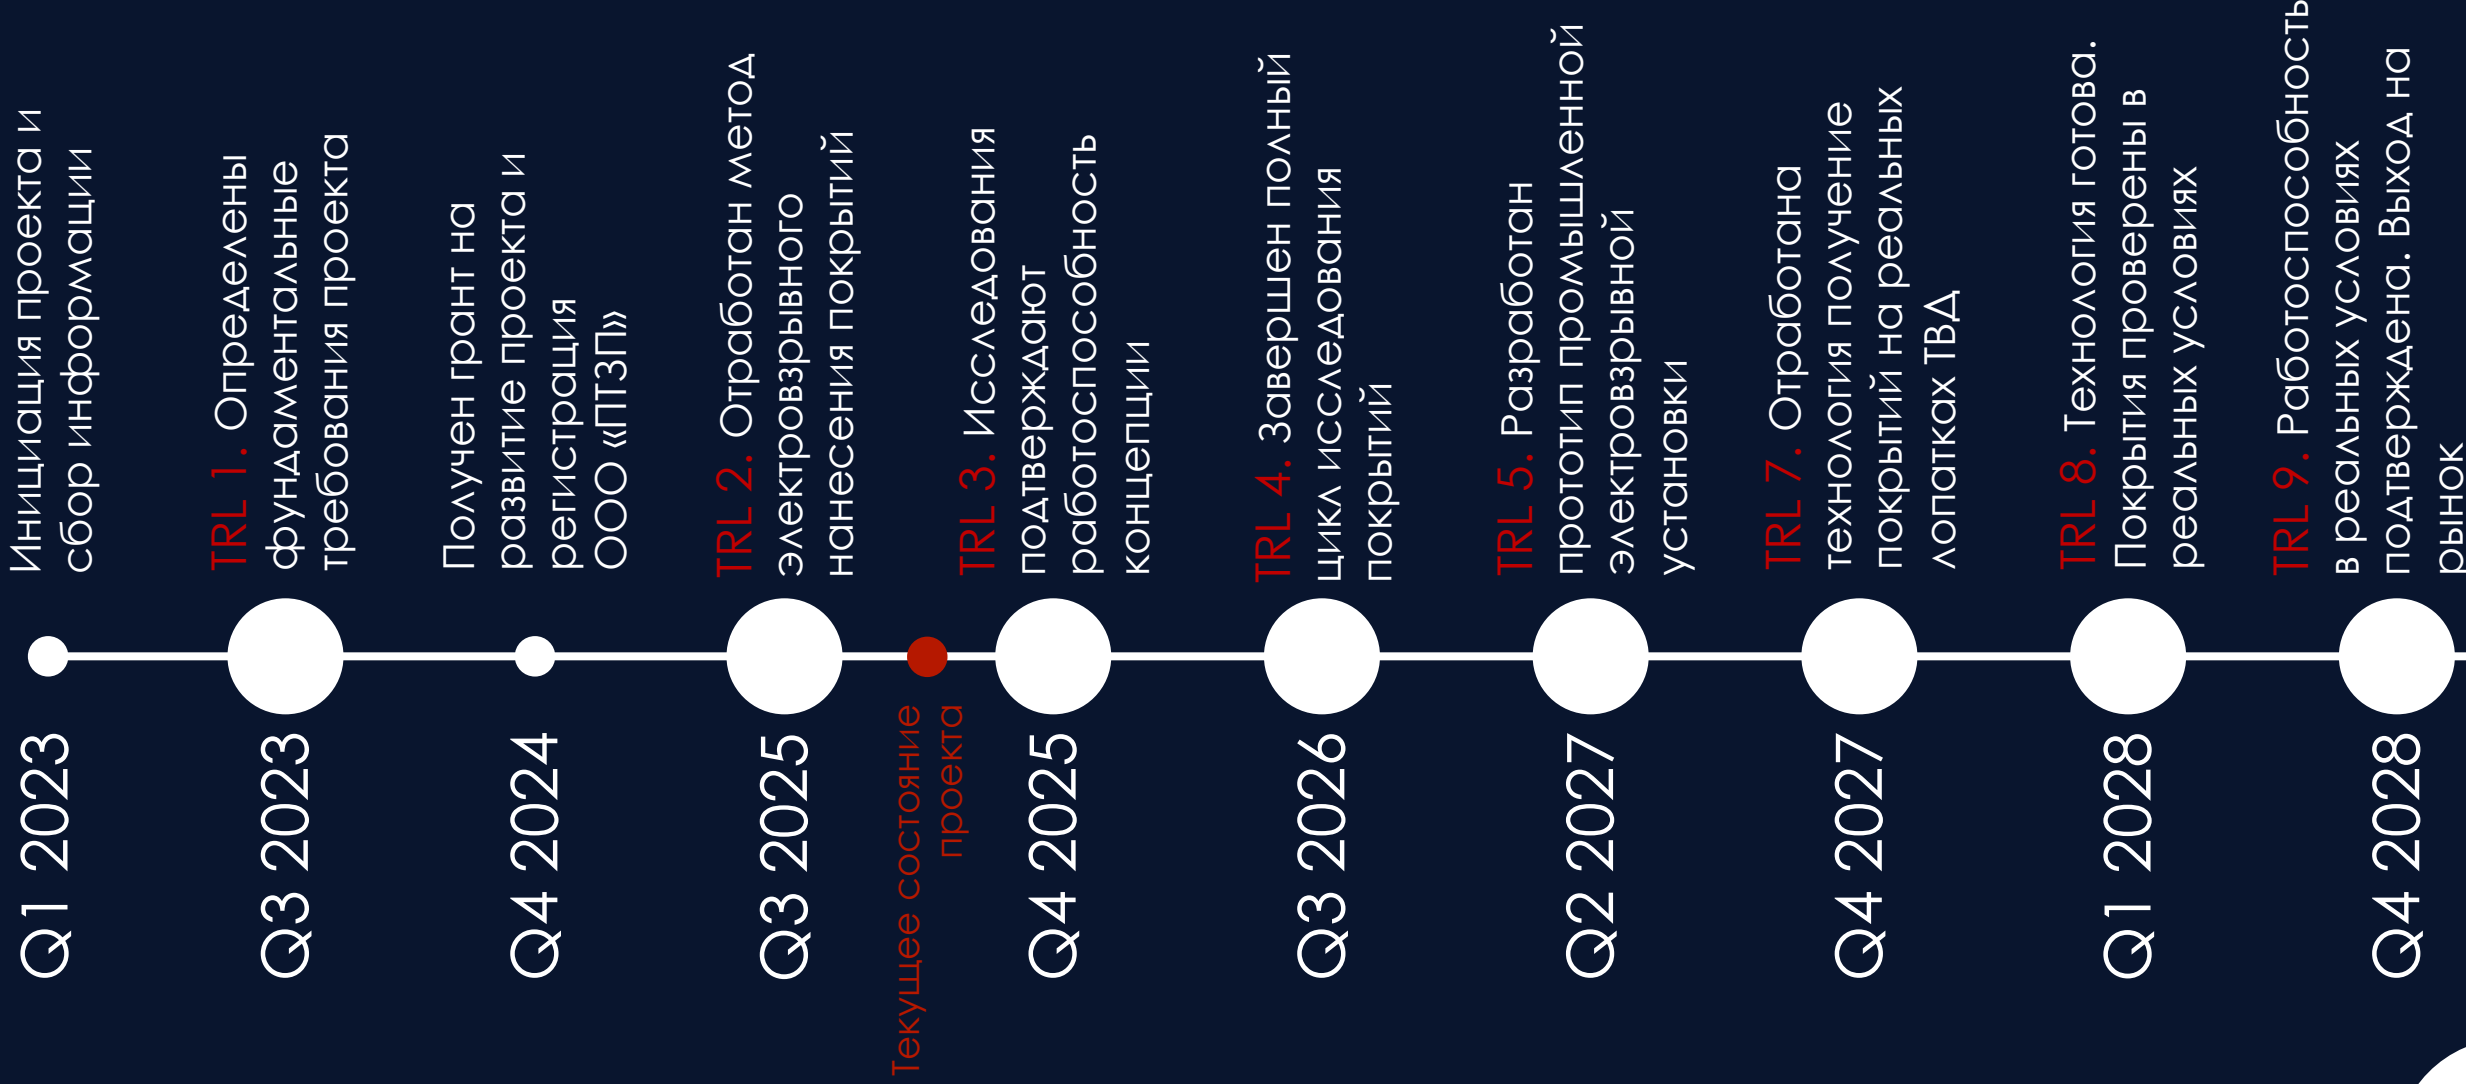 Инициация проекта и
сбор информации
Q1 2023
TRL 1. Определены
фундаментальные
требования проекта
Q3 2023
Получен грант на
развитие проекта и
регистрация
ООО «ПТЗП»
Q4 2024
TRL 2. Отработан метод
электровзрывного
нанесения покрытий
Q3 2025
Текущее состояние
проекта
TRL 3. Исследования
подтверждают
работоспособность
концепции
Q4 2025
TRL 4. Завершен полный
цикл исследования
покрытий
Q3 2026
TRL 5. Разработан
прототип промышленной
электровзрывной
установки
Q2 2027
TRL 7. Отработана
технология получение
покрытий на реальных
лопатках ТВД
Q4 2027
TRL 8. Технология готова.
Покрытия проверены в
реальных условиях
Q1 2028
TRL 9. Работоспособность
в реальных условиях
подтверждена. Выход на
рынок
Q4 2028